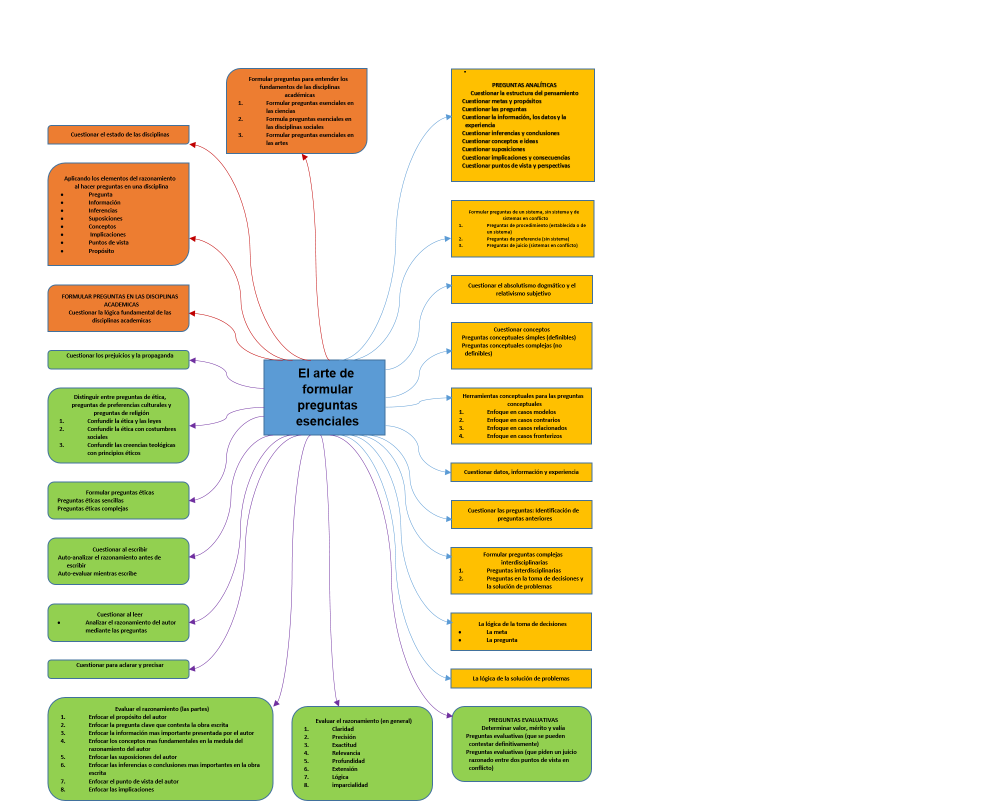 Formular preguntas para entender los
fundamentos de las disciplinas
académicas
1. Formular preguntas esenciales en
las ciencias
2. Formula preguntas esenciales en
las disciplinas sociales
3. Formular preguntas esenciales en
las artes
Cuestionar el estado de las disciplinas
Aplicando los elementos del razonamiento
al hacer preguntas en una disciplina
• Pregunta
• Información
• Inferencias
• Suposiciones
• Conceptos
• Implicaciones
• Puntos de vista
• Propósito
FORMULAR PREGUNTAS EN LAS DISCIPLINAS
ACADEMICAS
Cuestionar la lógica fundamental de las
disciplinas academicas
Cuestionar los prejuicios y la propaganda
Distinguir entre preguntas de ética,
preguntas de preferencias culturales y
preguntas de religión
1. Confundir la ética y las leyes
2. Confundir la ética con costumbres
sociales
3. Confundir las creencias teológicas
con principios éticos
Formular preguntas éticas
Preguntas éticas sencillas
Preguntas éticas complejas
Cuestionar al escribir
Auto-analizar el razonamiento antes de
escribir
Auto-evaluar mientras escribe
Cuestionar al leer
• Analizar el razonamiento del autor
mediante las preguntas
Cuestionar para aclarar y precisar
Evaluar el razonamiento (las partes)
1. Enfocar el propósito del autor
2. Enfocar la pregunta clave que contesta la obra escrita
3. Enfocar la información mas importante presentada por el autor
4. Enfocar los conceptos mas fundamentales en la medula del
razonamiento del autor
5. Enfocar las suposiciones del autor
6. Enfocar las inferencias o conclusiones mas importantes en la obra
escrita
7. Enfocar el punto de vista del autor
8. Enfocar las implicaciones
El arte de
formular
preguntas
esenciales
Evaluar el razonamiento (en general)
1. Claridad
2. Precisión
3. Exactitud
4. Relevancia
5. Profundidad
6. Extensión
7. Lógica
8. imparcialidad
PREGUNTAS ANALÍTICAS
Cuestionar la estructura del pensamiento
Cuestionar metas y propósitos
Cuestionar las preguntas
Cuestionar la información, los datos y la
experiencia
Cuestionar inferencias y conclusiones
Cuestionar conceptos e ideas
Cuestionar suposiciones
Cuestionar implicaciones y consecuencias
Cuestionar puntos de vista y perspectivas
Formular preguntas de un sistema, sin sistema y de
sistemas en conflicto
1. Preguntas de procedimiento (establecida o de
un sistema)
2. Preguntas de preferencia (sin sistema)
3. Preguntas de juicio (sistemas en conflicto)
Cuestionar el absolutismo dogmático y el
relativismo subjetivo
Cuestionar conceptos
Preguntas conceptuales simples (definibles)
Preguntas conceptuales complejas (no
definibles)
Herramientas conceptuales para las preguntas
conceptuales
1. Enfoque en casos modelos
2. Enfoque en casos contrarios
3. Enfoque en casos relacionados
4. Enfoque en casos fronterizos
Cuestionar datos, información y experiencia
Cuestionar las preguntas: Identificación de
preguntas anteriores
Formular preguntas complejas
interdisciplinarias
1. Preguntas interdisciplinarias
2. Preguntas en la toma de decisiones y
la solución de problemas
La lógica de la toma de decisiones
• La meta
• La pregunta
La lógica de la solución de problemas
PREGUNTAS EVALUATIVAS
Determinar valor, mérito y valía
Preguntas evaluativas (que se pueden
contestar definitivamente)
Preguntas evaluativas (que piden un juicio
razonado entre dos puntos de vista en
conflicto)